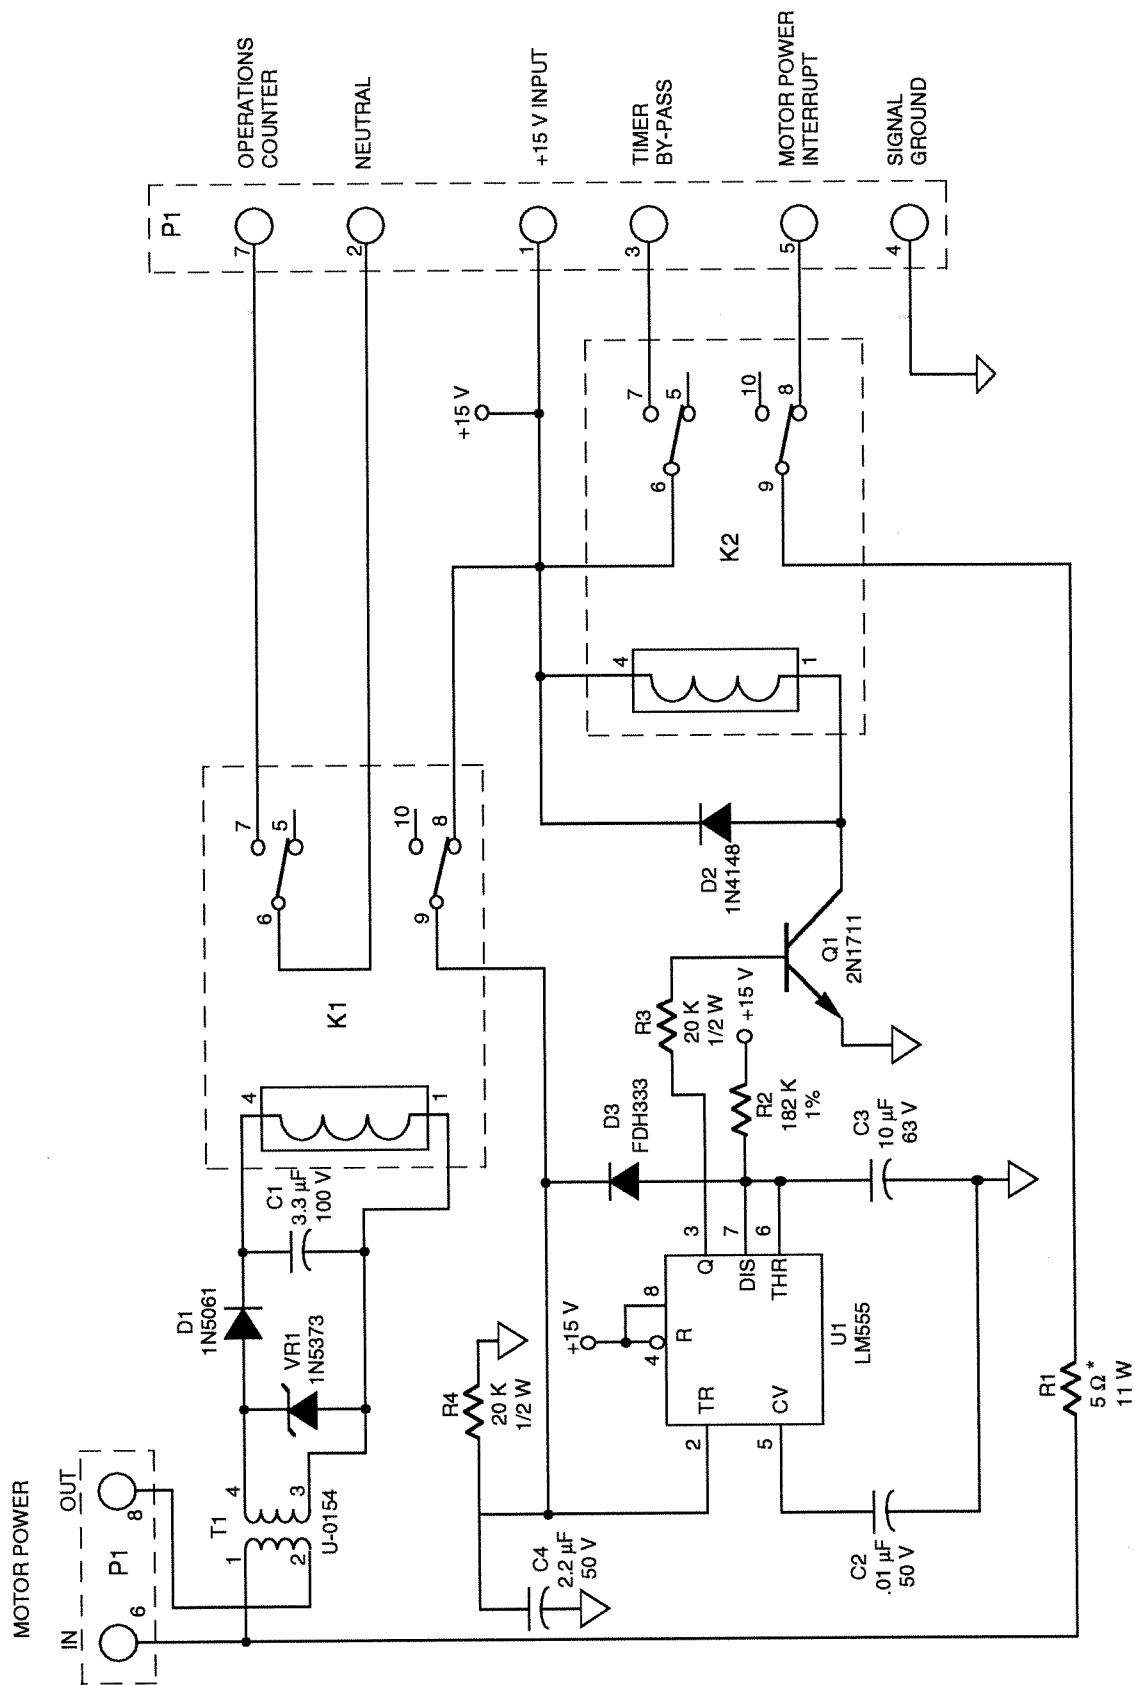 MOTOR POWER
IN
OUT
P1
6
8
T1
1
2
4
3
U-0154
D1
1N5061
VR1
1N5373
C1
3.3 µF
100 V
K1
4
1
6
7
5
9
10
8
P1
7
OPERATIONS
COUNTER
2
NEUTRAL
1
+15 V INPUT
3
TIMER
BY-PASS
5
MOTOR POWER
INTERRUPT
4
SIGNAL
GROUND
+15 V
K2
4
1
6
7
5
9
10
8
D2
1N4148
Q1
2N1711
R3
20 K
1/2 W
+15 V
R2
182 K
1%
D3
FDH333
C3
10 µF
63 V
R4
20 K
1/2 W
+15 V
4
8
R
Q
3
DIS
7
THR
6
TR
2
CV
5
U1
LM555
C4
2.2 µF
50 V
C2
.01 µF
50 V
R1
5 Ω *
11 W